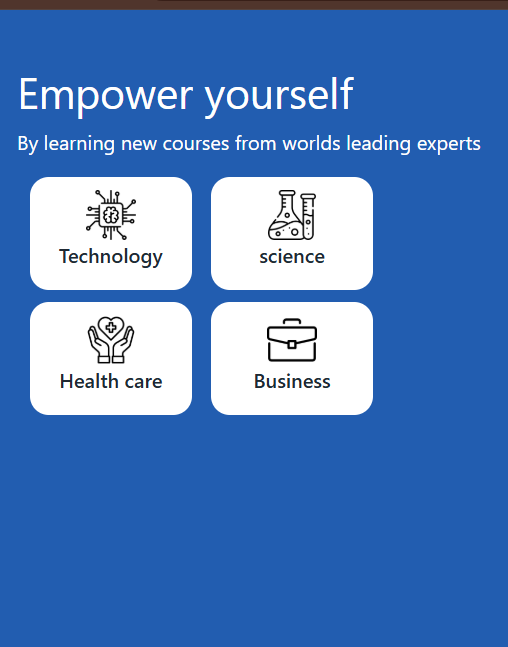 Empower yourself
By learning new courses from worlds leading experts
Technology
science
Health care
Business